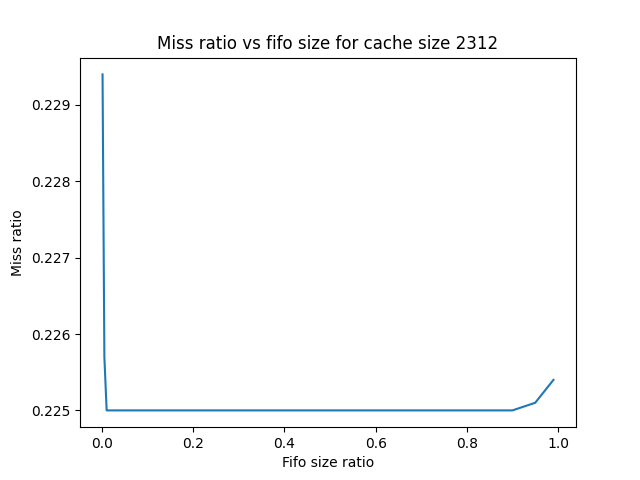 Miss ratio vs fifo size for cache size 2312
Miss ratio
0.229
0.228
0.227
0.226
0.225
0.0 0.2 0.4 0.6 0.8 1.0
Fifo size ratio